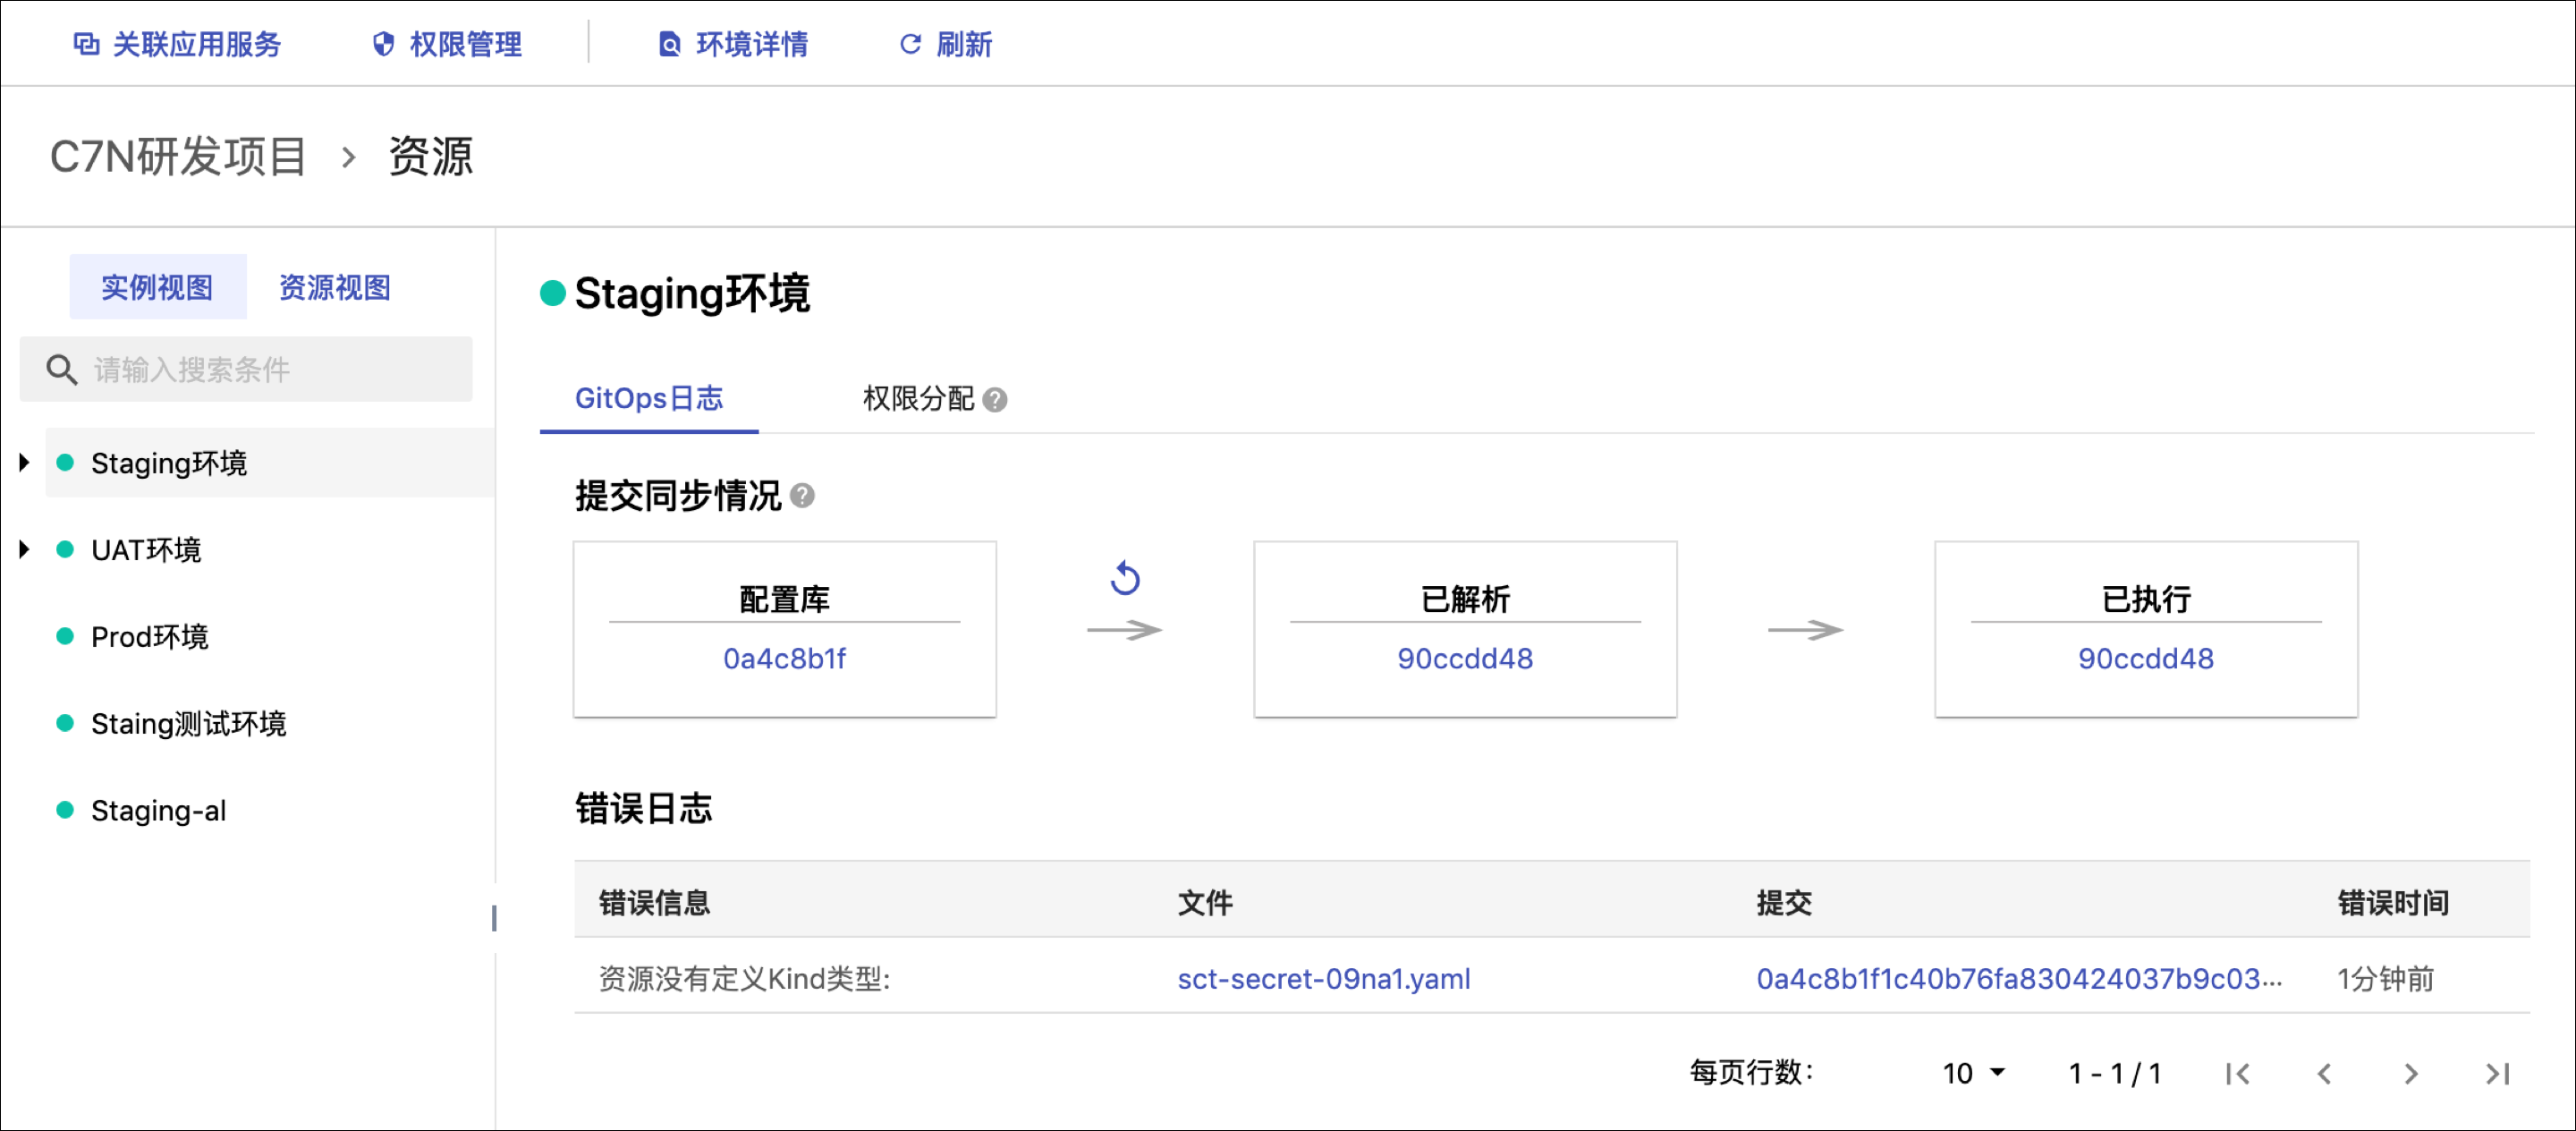 关联应用服务 权限管理 环境详情 刷新
C7N研发项目 > 资源
实例视图 资源视图
请输入搜索条件
Staging环境
UAT环境
Prod环境
Staing测试环境
Staging-al
Staging环境
GitOps日志 权限分配 ?
提交同步情况 ?
配置库
0a4c8b1f
已解析
90ccdd48
已执行
90ccdd48
错误日志
错误信息 文件 提交 错误时间
资源没有定义Kind类型: sct-secret-09na1.yaml 0a4c8b1f1c40b76fa830424037b9c03... 1分钟前
每页行数: 10 1 - 1 / 1